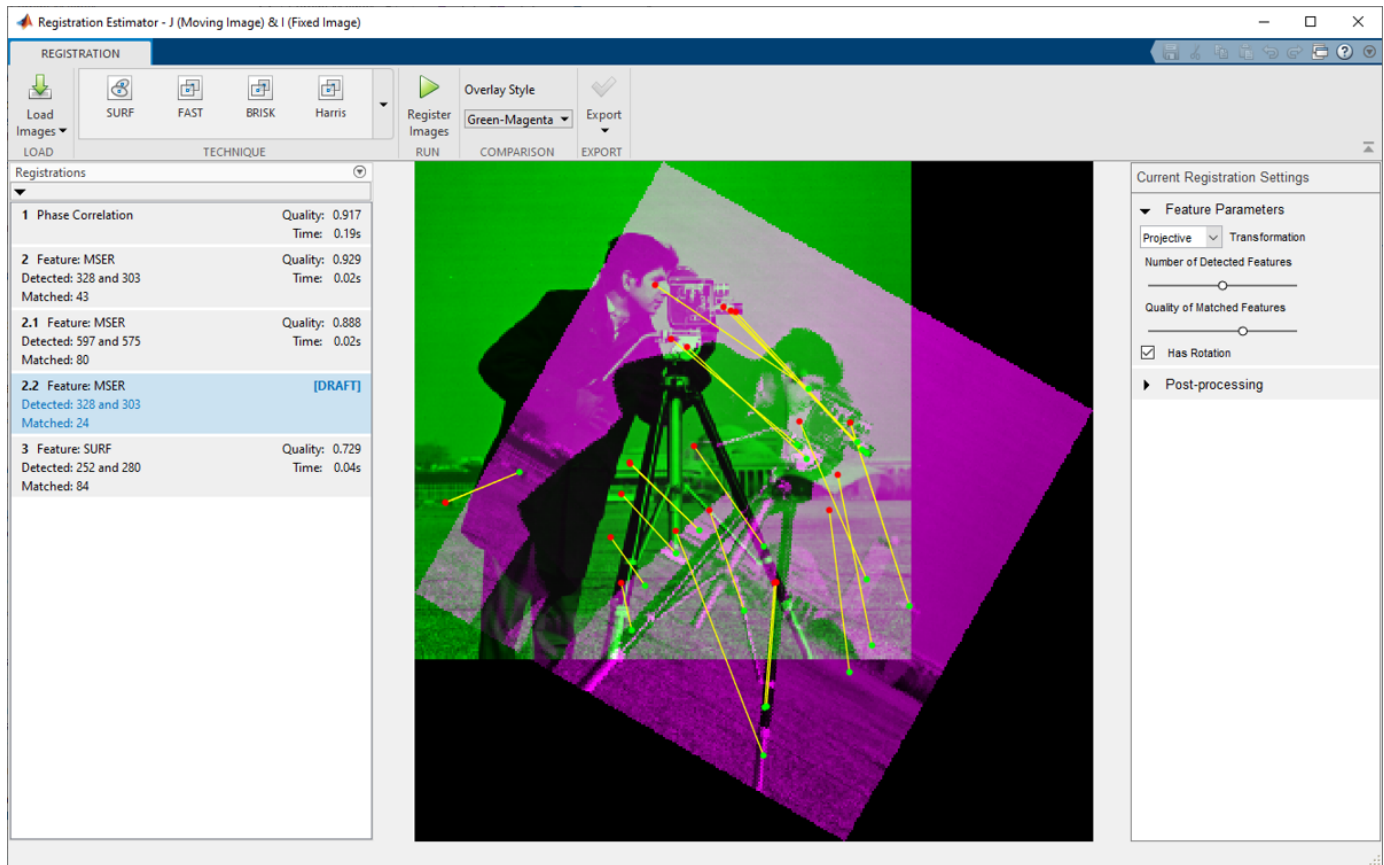 Registration Estimator - J (Moving Image) & I (Fixed Image)
REGISTRATION
Load Images
SURF
FAST
BRISK
Harris
Register Images
Overlay Style
Green-Magenta
Export
LOAD
TECHNIQUE
RUN
COMPARISON
EXPORT
Registrations
1 Phase Correlation Quality: 0.917
Time: 0.19s
2 Feature: MSER Quality: 0.929
Detected: 328 and 303 Time: 0.02s
Matched: 43
2.1 Feature: MSER Quality: 0.888
Detected: 597 and 575 Time: 0.02s
Matched: 80
2.2 Feature: MSER [DRAFT]
Detected: 328 and 303
Matched: 24
3 Feature: SURF Quality: 0.729
Detected: 252 and 280 Time: 0.04s
Matched: 84
Current Registration Settings
Feature Parameters
Projective Transformation
Number of Detected Features
Quality of Matched Features
Has Rotation
Post-processing